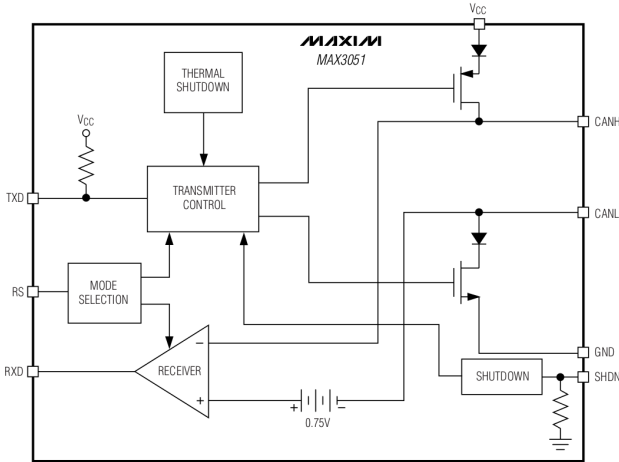 VCC
MAXIM
MAX3051
THERMAL
SHUTDOWN
VCC
CANH
TXD
TRANSMITTER
CONTROL
CANL
RS
MODE
SELECTION
GND
RXD
RECEIVER
−
+
SHUTDOWN
SHDN
+
−
0.75V